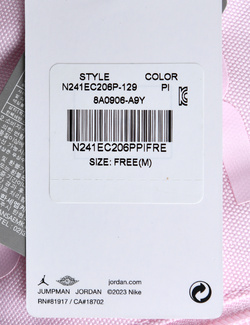 STYLE COLOR
N241EC206P-129 PI
8A0906-A9Y
N241EC206PPIFRE
SIZE: FREE(M)
jordan.com
JUMPMAN JORDAN ©2023 Nike
RN#81917 / CA#18702